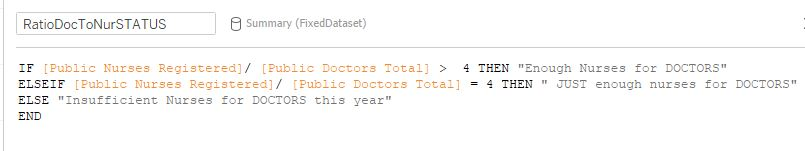 RatioDocToNurSTATUS Summary (FixedDataset)
IF [Public Nurses Registered]/ [Public Doctors Total] >  4 THEN "Enough Nurses for DOCTORS"
ELSEIF [Public Nurses Registered]/ [Public Doctors Total] = 4 THEN " JUST enough nurses for DOCTORS"
ELSE "Insufficient Nurses for DOCTORS this year"
END